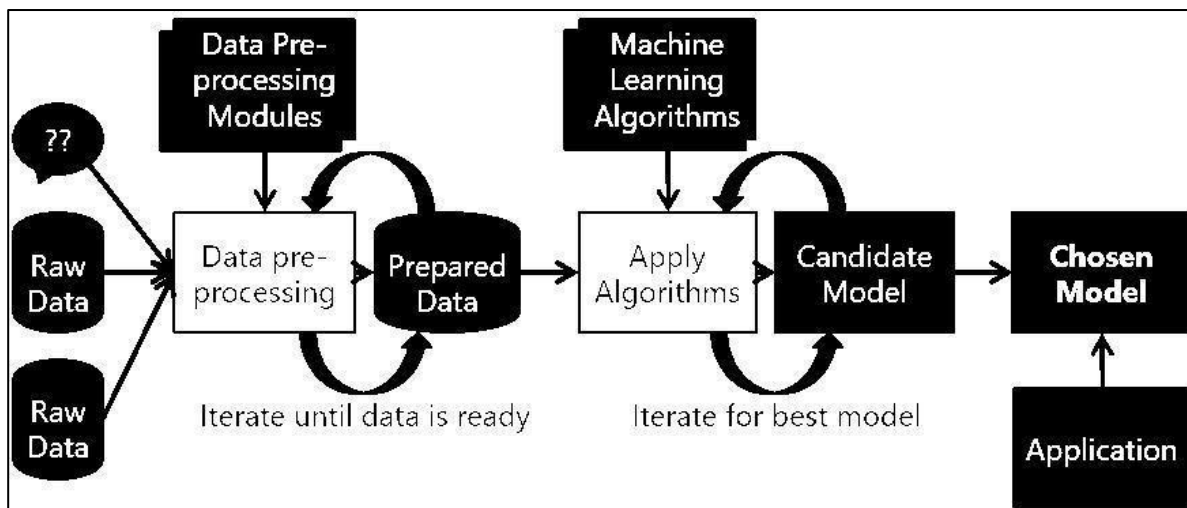 Data Pre-
processing
Modules
Machine
Learning
Algorithms
??
Raw
Data
Data pre-
processing
Prepared
Data
Apply
Algorithms
Candidate
Model
Chosen
Model
Raw
Data
Iterate until data is ready
Iterate for best model
Application